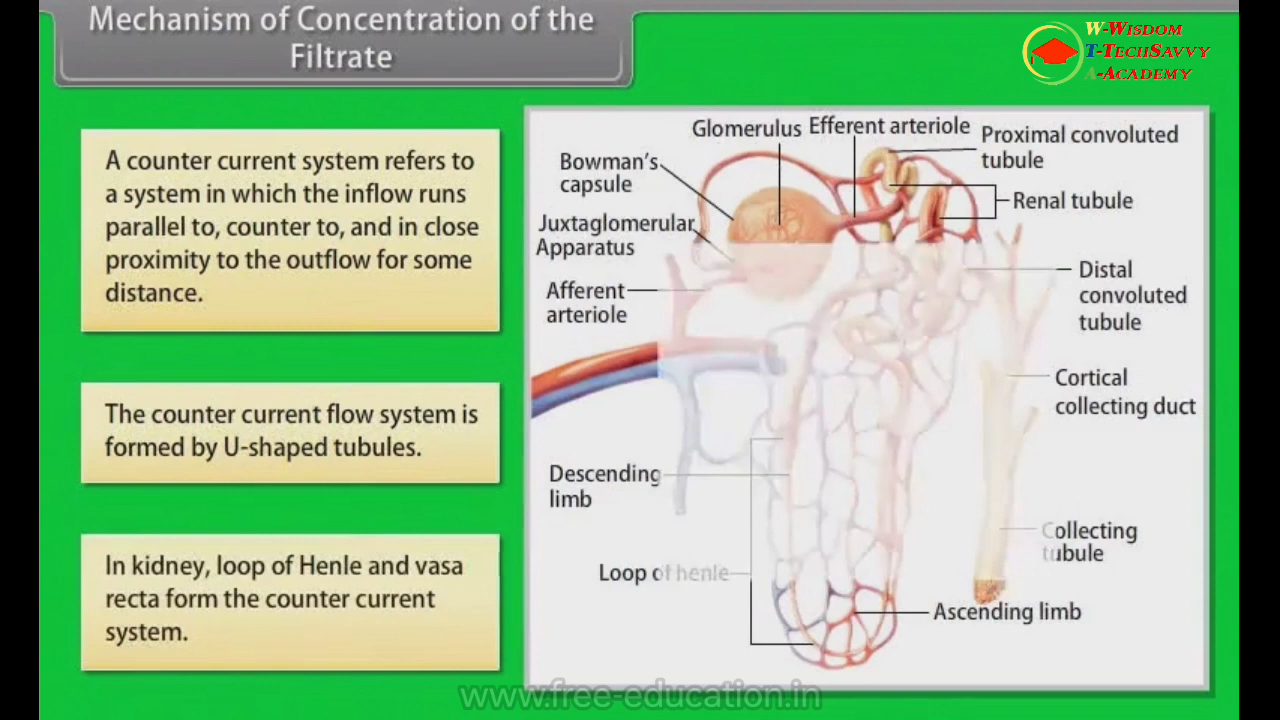 Mechanism of Concentration of the
Filtrate
W-Wisdom
T-TechSavvy
A-Academy
A counter current system refers to
a system in which the inflow runs
parallel to, counter to, and in close
proximity to the outflow for some
distance.
The counter current flow system is
formed by U-shaped tubules.
In kidney, loop of Henle and vasa
recta form the counter current
system.
Glomerulus
Efferent arteriole
Proximal convoluted
tubule
Bowman's
capsule
Renal tubule
Juxtaglomerular
Apparatus
Afferent
arteriole
Distal
convoluted
tubule
Cortical
collecting duct
Descending
limb
Collecting
tubule
Loop of henle
Ascending limb
www.free-education.in